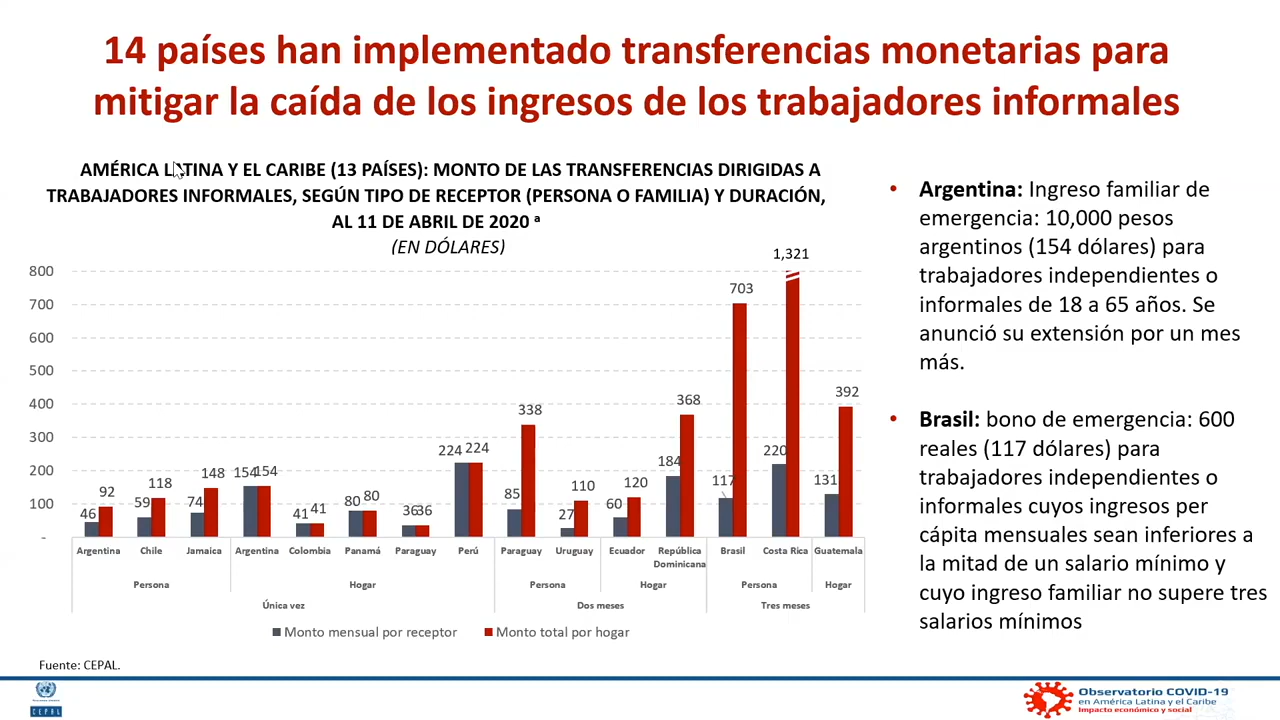 14 países han implementado transferencias monetarias para
mitigar la caída de los ingresos de los trabajadores informales
AMÉRICA LATINA Y EL CARIBE (13 PAÍSES): MONTO DE LAS TRANSFERENCIAS DIRIGIDAS A
TRABAJADORES INFORMALES, SEGÚN TIPO DE RECEPTOR (PERSONA O FAMILIA) Y DURACIÓN,
AL 11 DE ABRIL DE 2020 ª
(EN DÓLARES)
800
700
600
500
400
300
200
100
-
46 92
59 118
74 148
154 154
41 41
80 80
36 36
224 224
85 338
27 110
60 120
184 368
117 703
220 1,321
131 392
Argentina Chile Jamaica Argentina Colombia Panamá Paraguay Perú Paraguay Uruguay Ecuador República Brasil Costa Rica Guatemala
Dominicana
Persona Hogar Persona Hogar Persona Hogar
Única vez Dos meses Tres meses
Monto mensual por receptor Monto total por hogar
• Argentina: Ingreso familiar de
emergencia: 10,000 pesos
argentinos (154 dólares) para
trabajadores independientes o
informales de 18 a 65 años. Se
anunció su extensión por un mes
más.
• Brasil: bono de emergencia: 600
reales (117 dólares) para
trabajadores independientes o
informales cuyos ingresos per
cápita mensuales sean inferiores a
la mitad de un salario mínimo y
cuyo ingreso familiar no supere tres
salarios mínimos
Fuente: CEPAL.
CEPAL
Observatorio COVID-19
en América Latina y el Caribe
Impacto económico y social